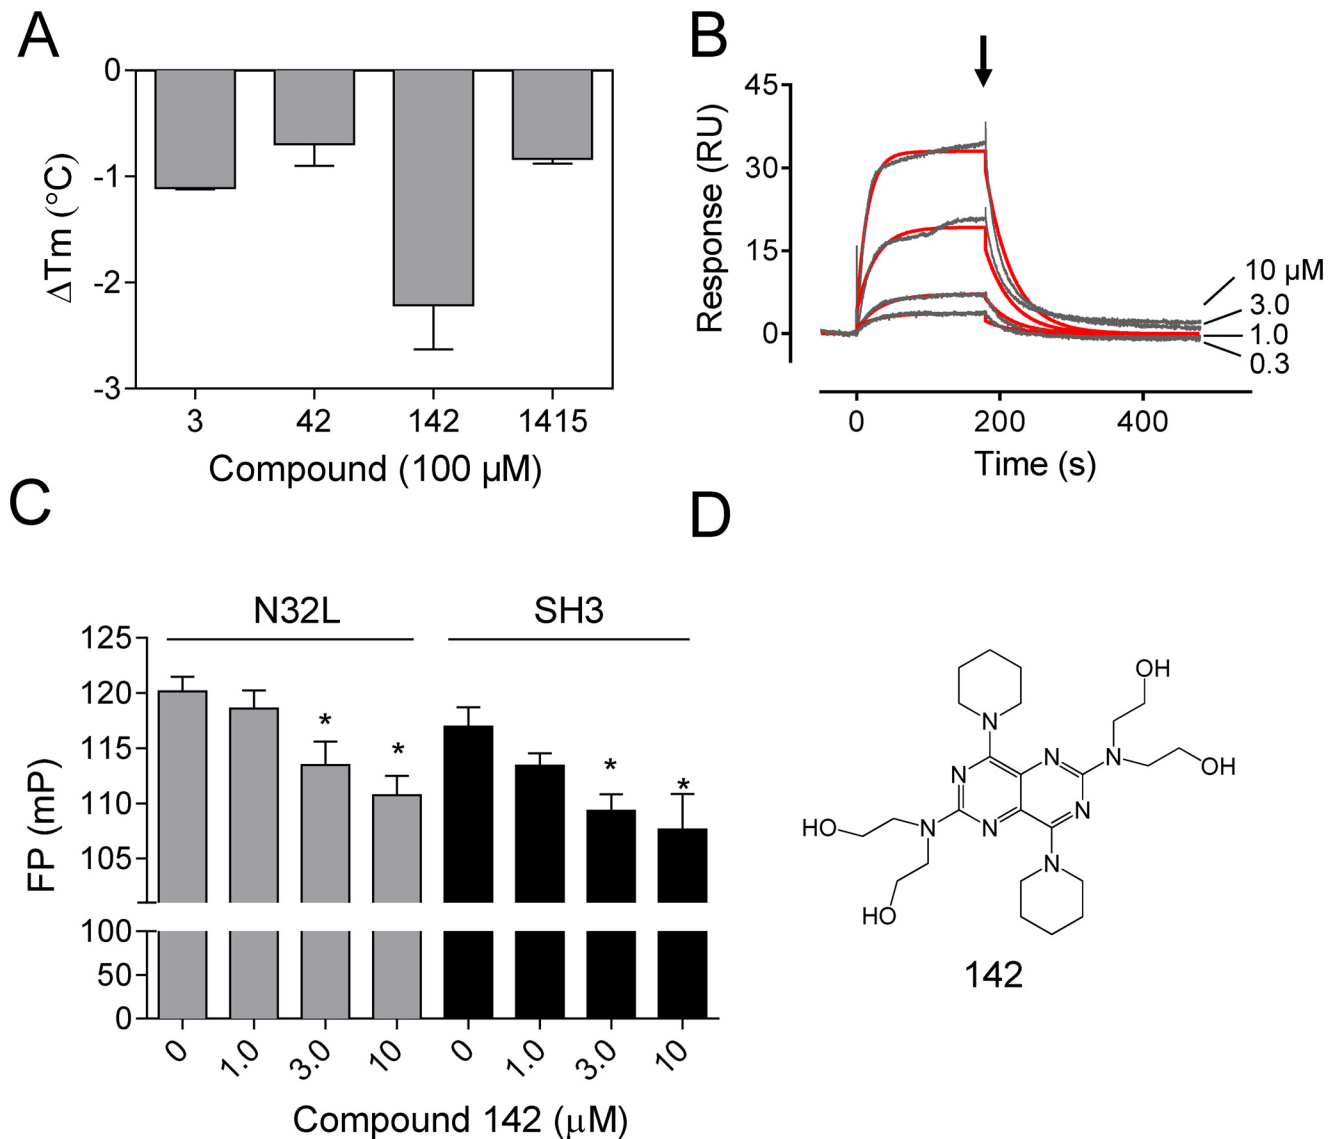 A
0
-1
-2
-3
ΔTm (°C)
3 42 142 1415
Compound (100 µM)
B
45
30
15
0
Response (RU)
10 µM
3.0
1.0
0.3
0 200 400
Time (s)
C
N32L SH3
125
120
115
110
105
100
50
0
FP (mP)
* * * *
0 1.0 3.0 10 0 1.0 3.0 10
Compound 142 (µM)
D
OH
N
N
N
N
OH
N
N
HO
N
N
HO
N
142